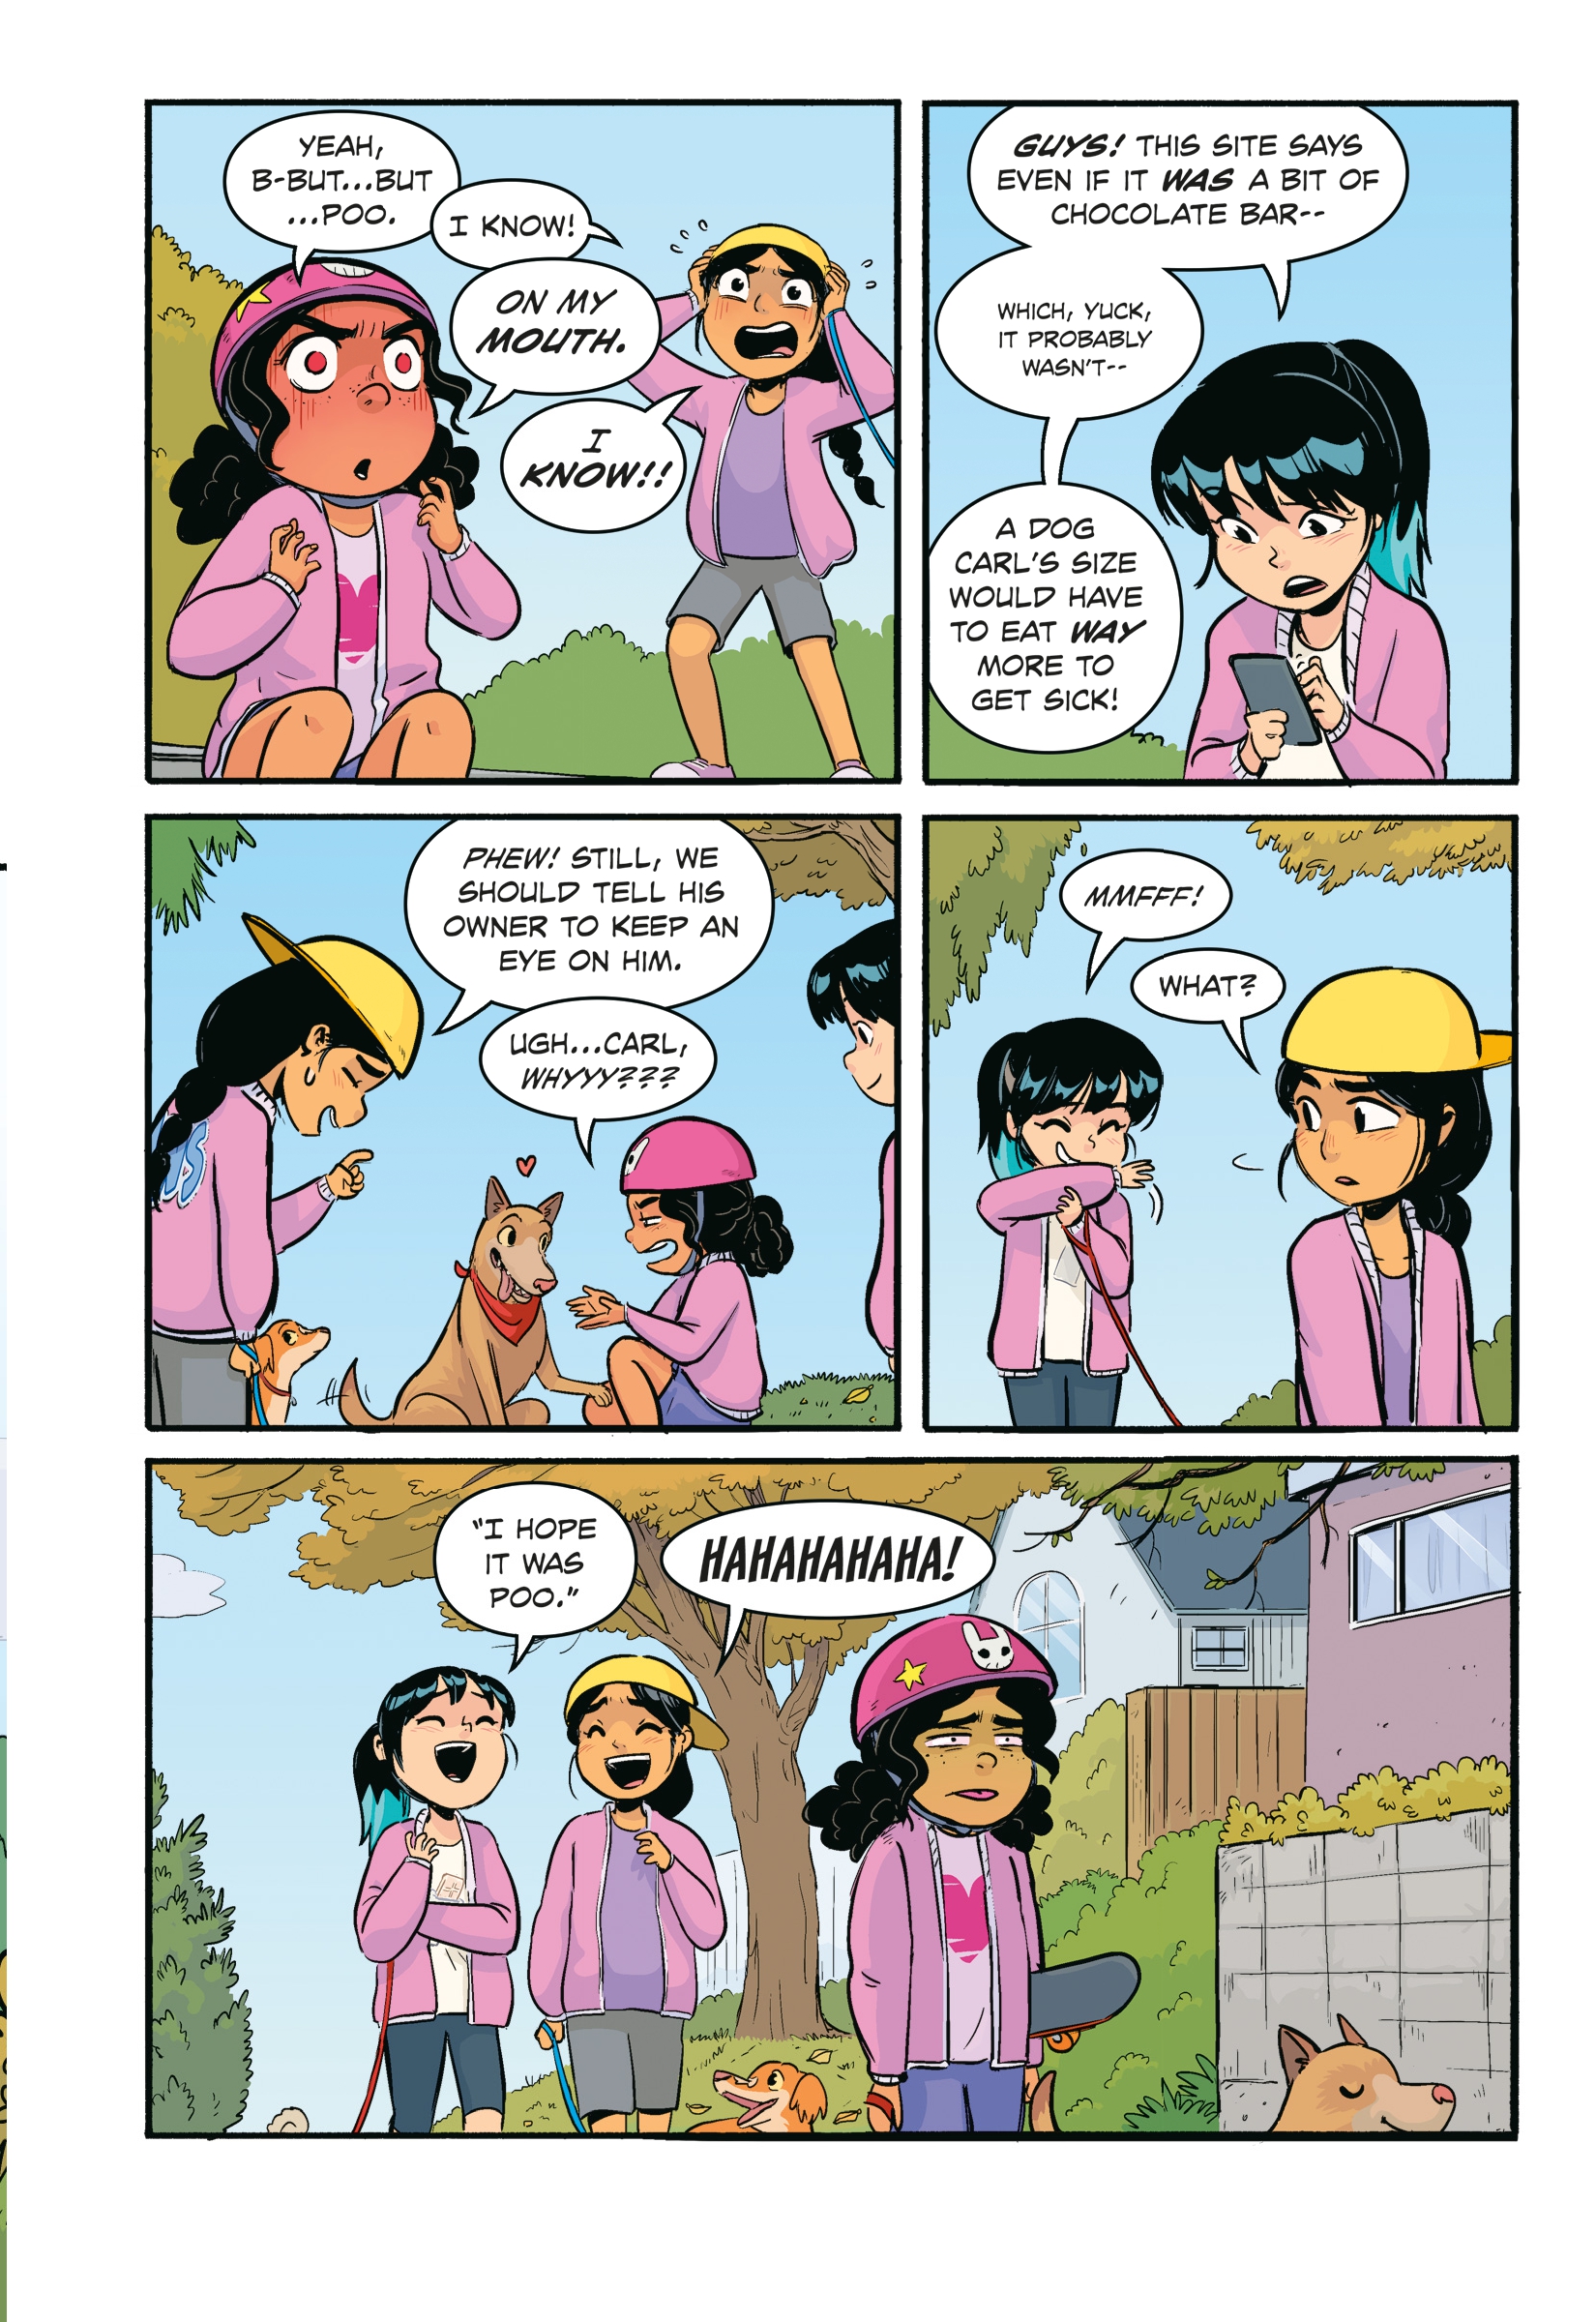 YEAH,
B-BUT...BUT
...POO.
I KNOW!
ON MY
MOUTH.
I
KNOW!!
GUYS! THIS SITE SAYS
EVEN IF IT WAS A BIT OF
CHOCOLATE BAR--
WHICH, YUCK,
IT PROBABLY
WASN'T--
A DOG
CARL'S SIZE
WOULD HAVE
TO EAT WAY
MORE TO
GET SICK!
PHEW! STILL, WE
SHOULD TELL HIS
OWNER TO KEEP AN
EYE ON HIM.
UGH...CARL,
WHYYY???
MMFFF!
WHAT?
"I HOPE
IT WAS
POO."
HAHAHAHAHA!